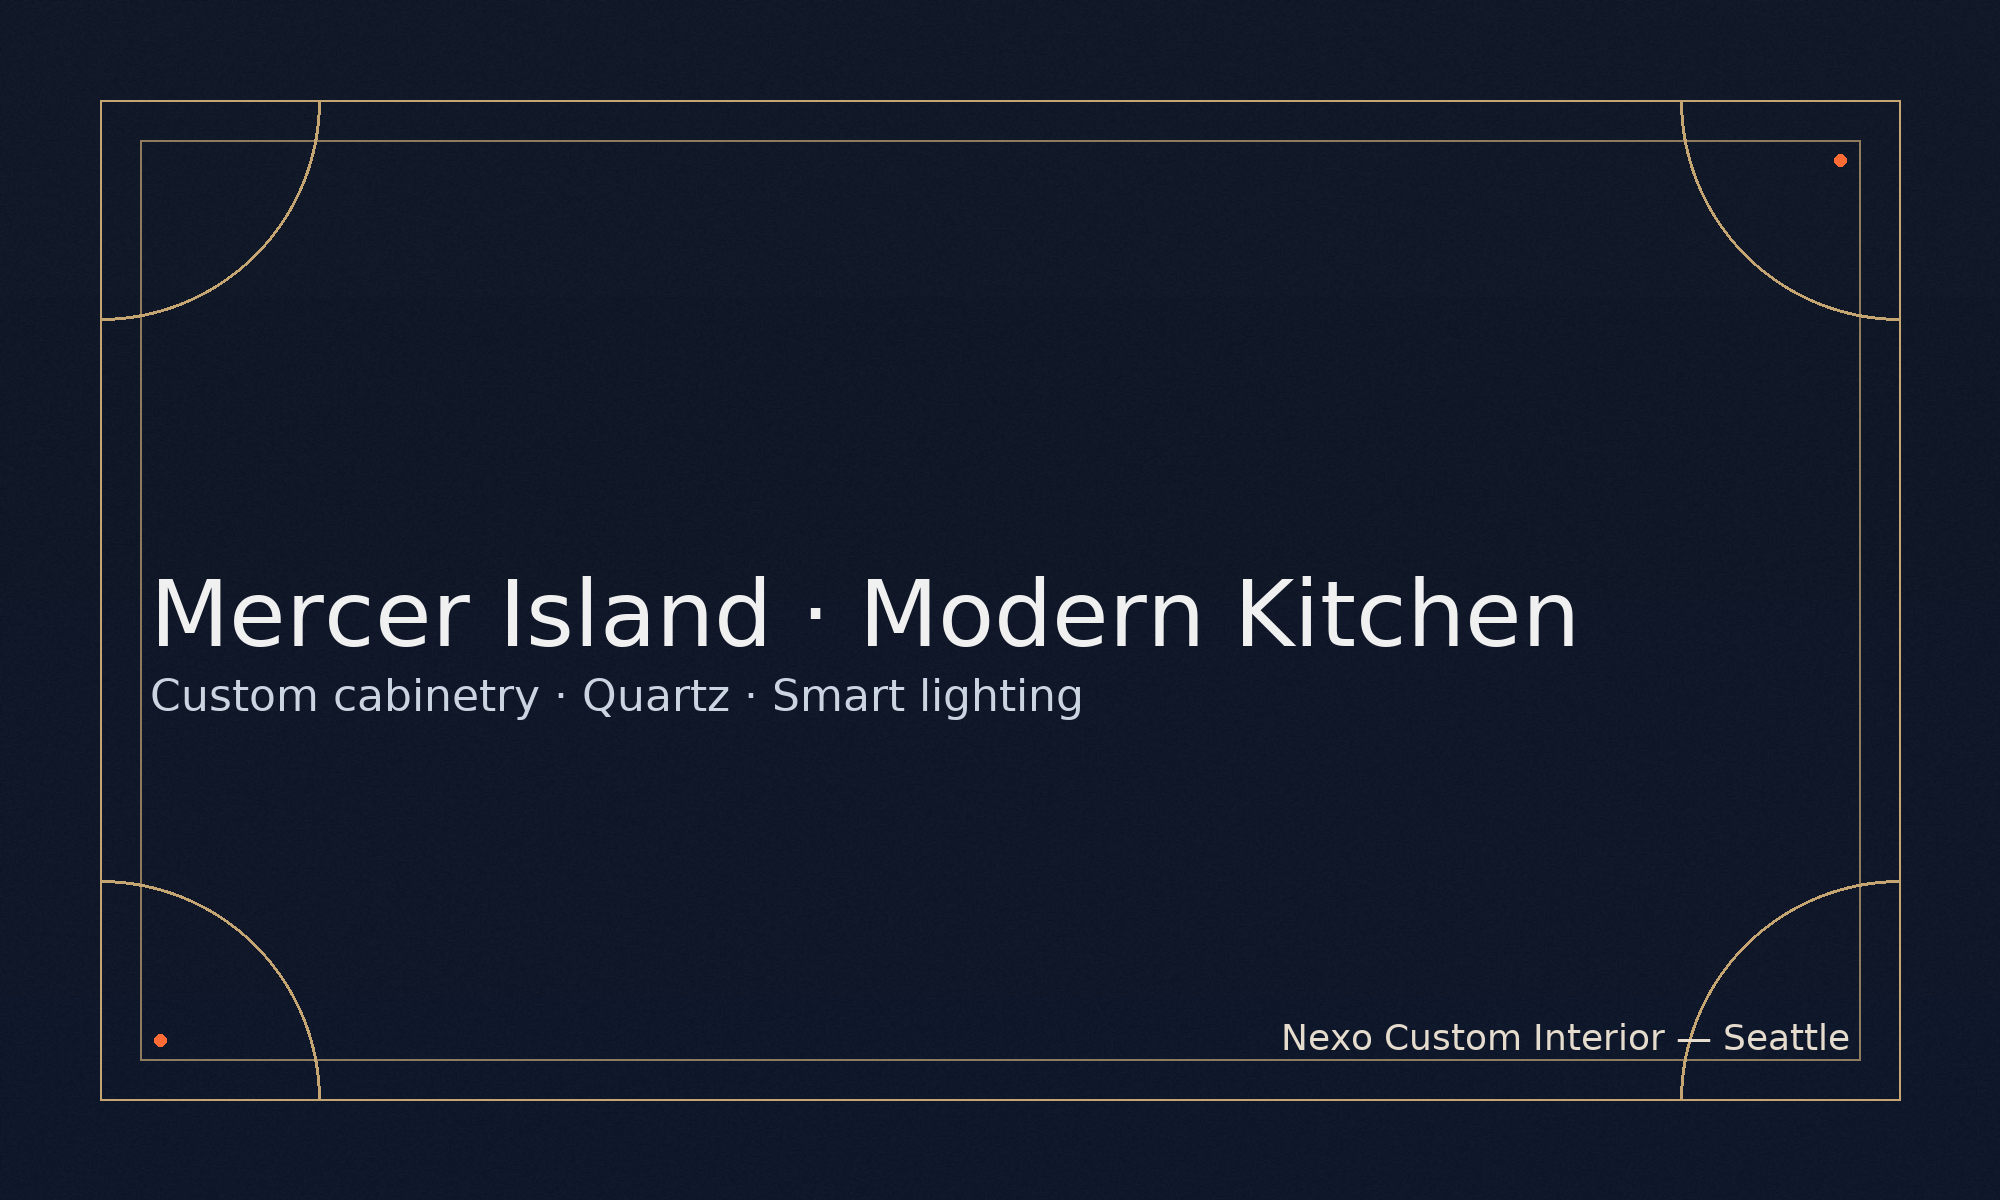 Mercer Island · Modern Kitchen
Custom cabinetry · Quartz · Smart lighting
Nexo Custom Interior — Seattle